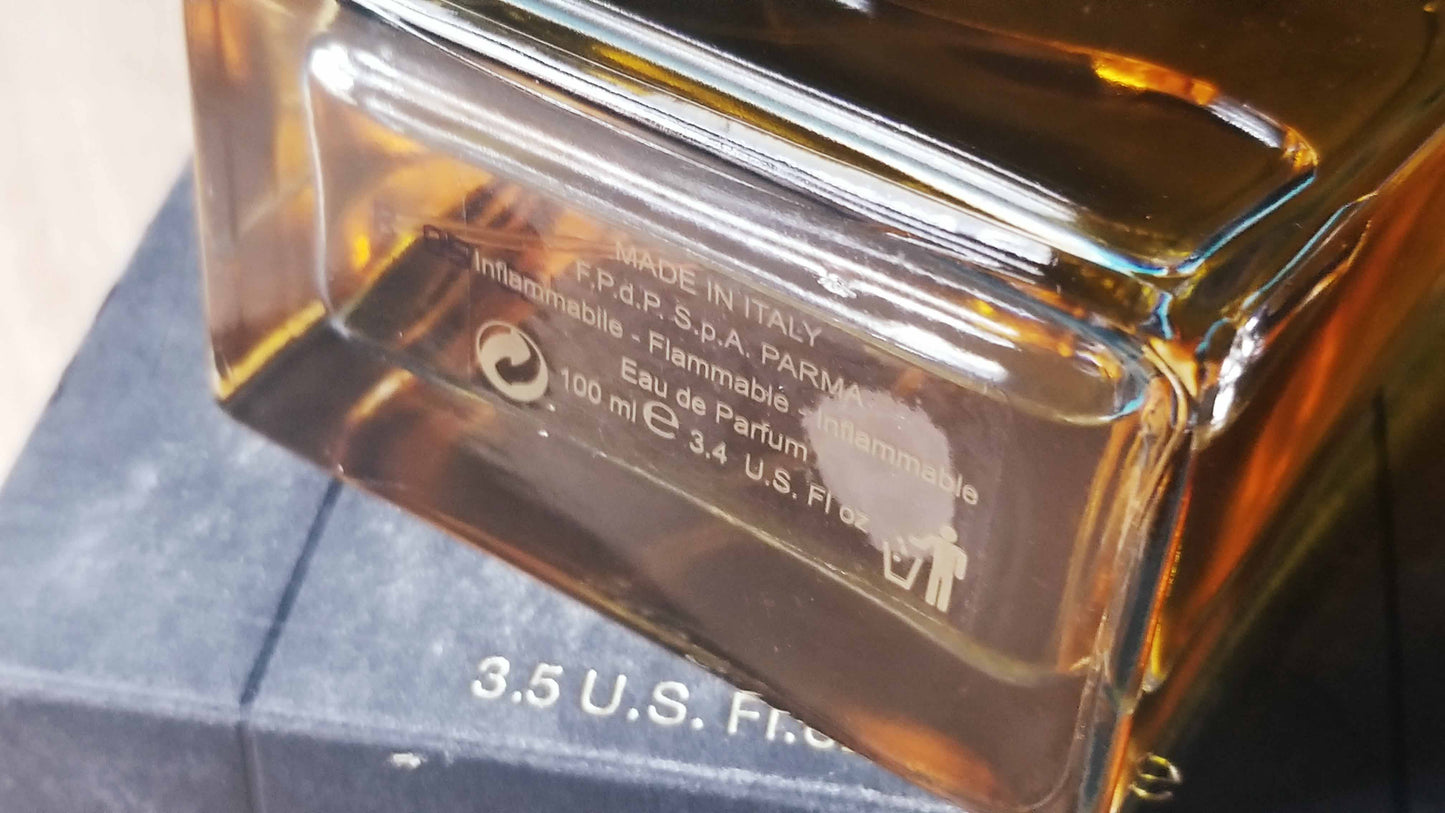 MADE IN ITALY
F.P.d.P. S.p.A. PARMA
Inflammabile - Flammable - Inflammable
Eau de Parfum
100 ml e 3.4 U.S. Fl oz
3.5 U.S. Fl.
e